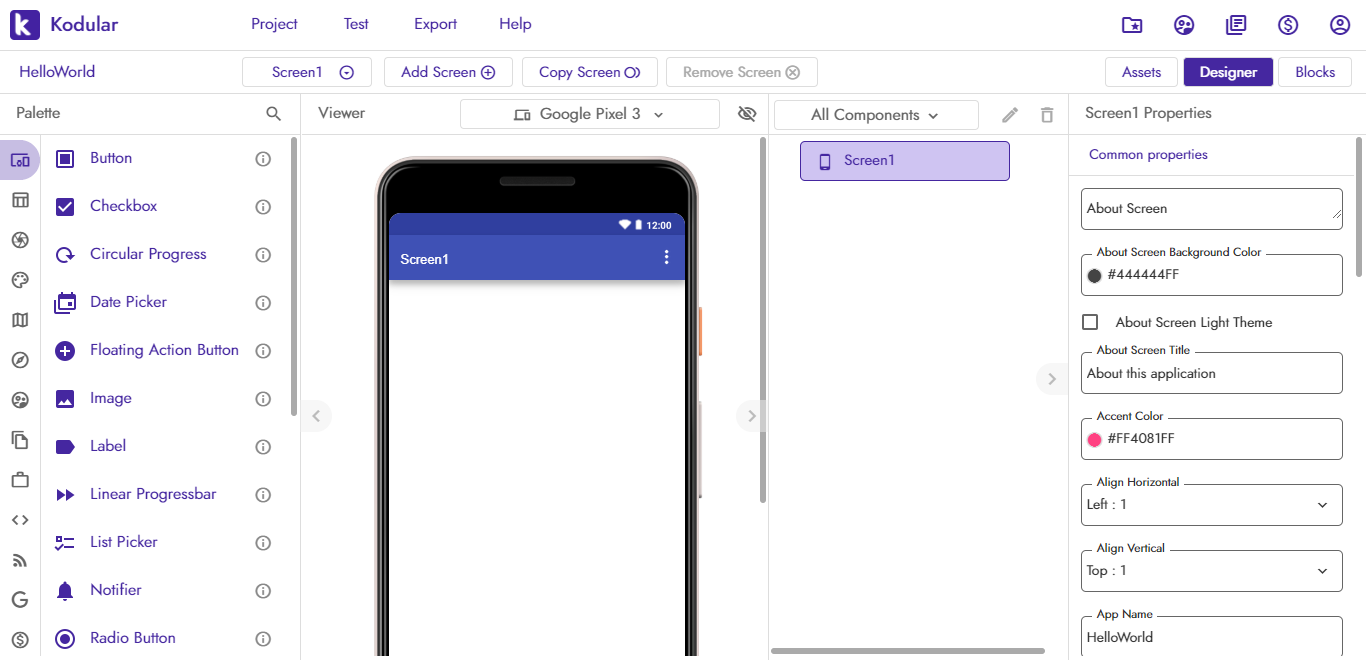 Kodular
Project
Test
Export
Help
HelloWorld
Screen1
Add Screen
Copy Screen
Remove Screen
Assets
Designer
Blocks
Palette
Viewer
Google Pixel 3
All Components
Screen1 Properties
Button
Checkbox
Circular Progress
Date Picker
Floating Action Button
Image
Label
Linear Progressbar
List Picker
Notifier
Radio Button
12:00
Screen1
Screen1
Common properties
About Screen
About Screen Background Color
#444444FF
About Screen Light Theme
About Screen Title
About this application
Accent Color
#FF4081FF
Align Horizontal
Left : 1
Align Vertical
Top : 1
App Name
HelloWorld